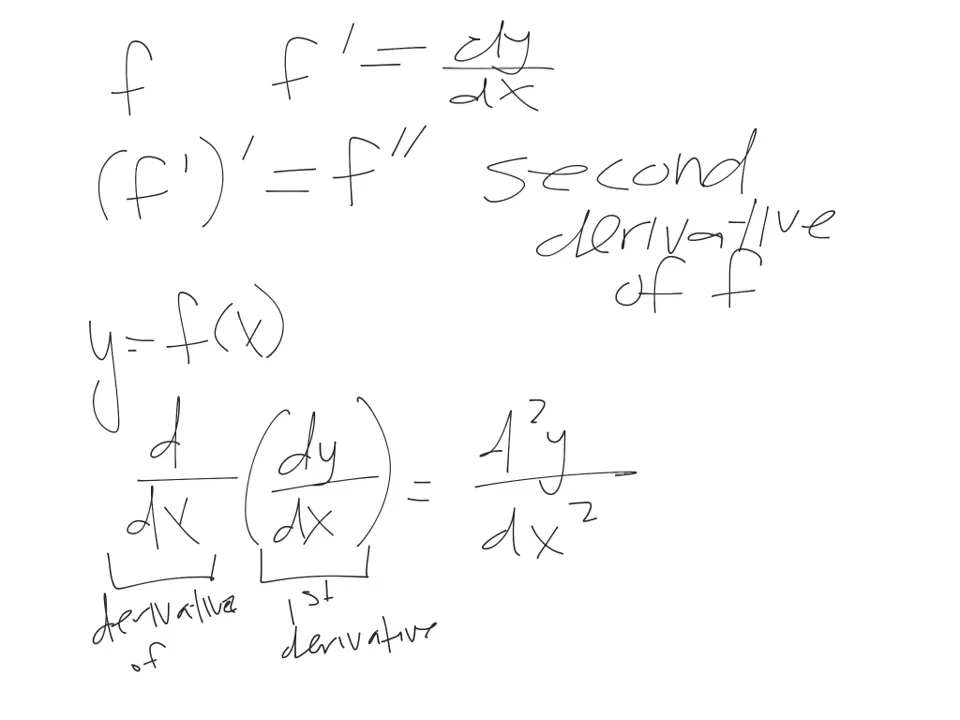 f f' = dy/dx
(f')' = f'' second
derivative
of f
y = f(x)
d/dx (dy/dx) = d²y/dx²
derivative 1st
of derivative